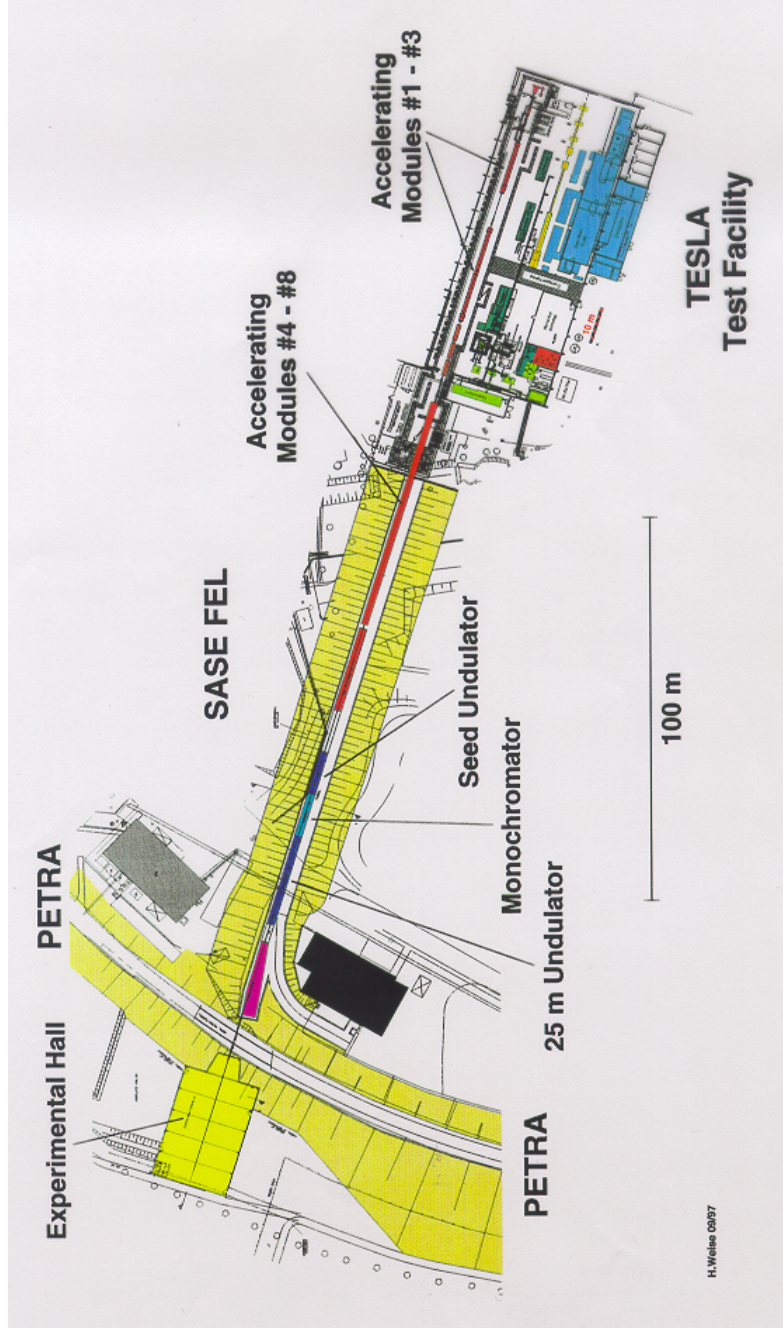 Accelerating
Modules #1 - #3
TESLA
Test Facility
Accelerating
Modules #4 - #8
10 m
SASE FEL
Seed Undulator
100 m
Monochromator
PETRA
25 m Undulator
Experimental Hall
PETRA
H.Weise 09/97